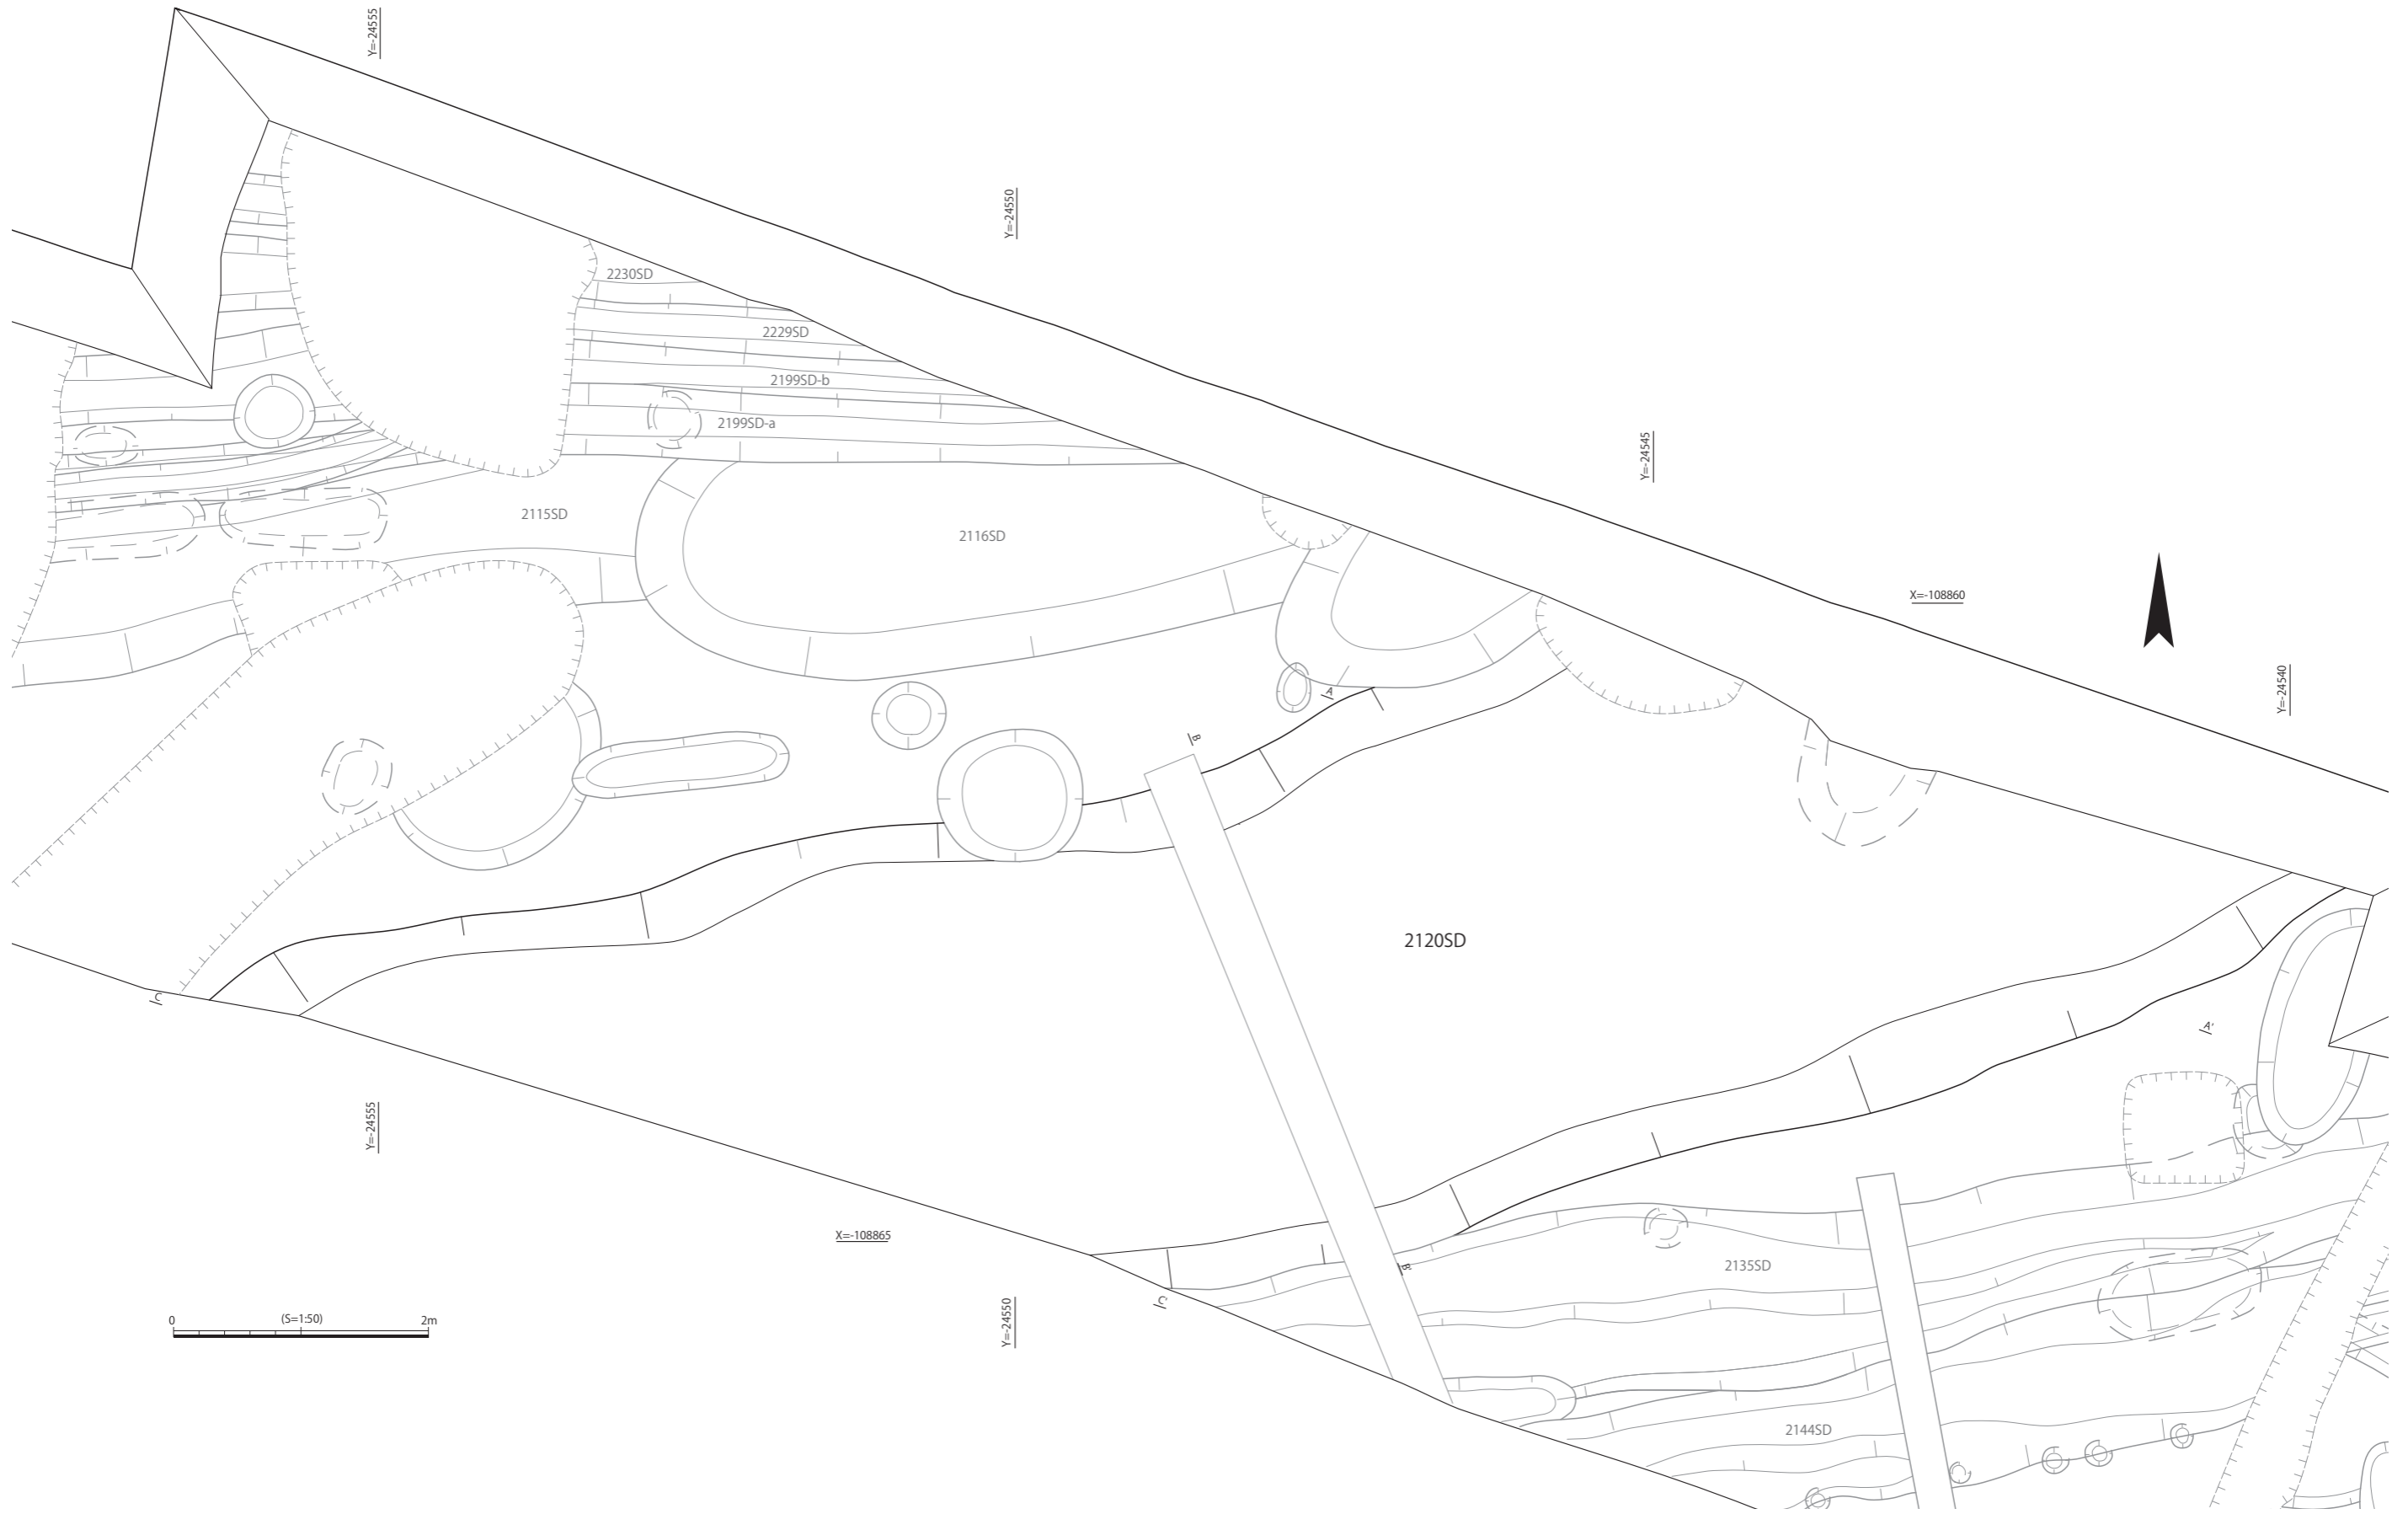 Y=-24555
Y=-24550
2230SD
2229SD
2199SD-b
2199SD-a
Y=-24545
2115SD
2116SD
X=-108860
Y=-24540
A
B
2120SD
C
A'
Y=-24555
X=-108865
2135SD
B'
C'
Y=-24550
0 (S=1:50) 2m
2144SD